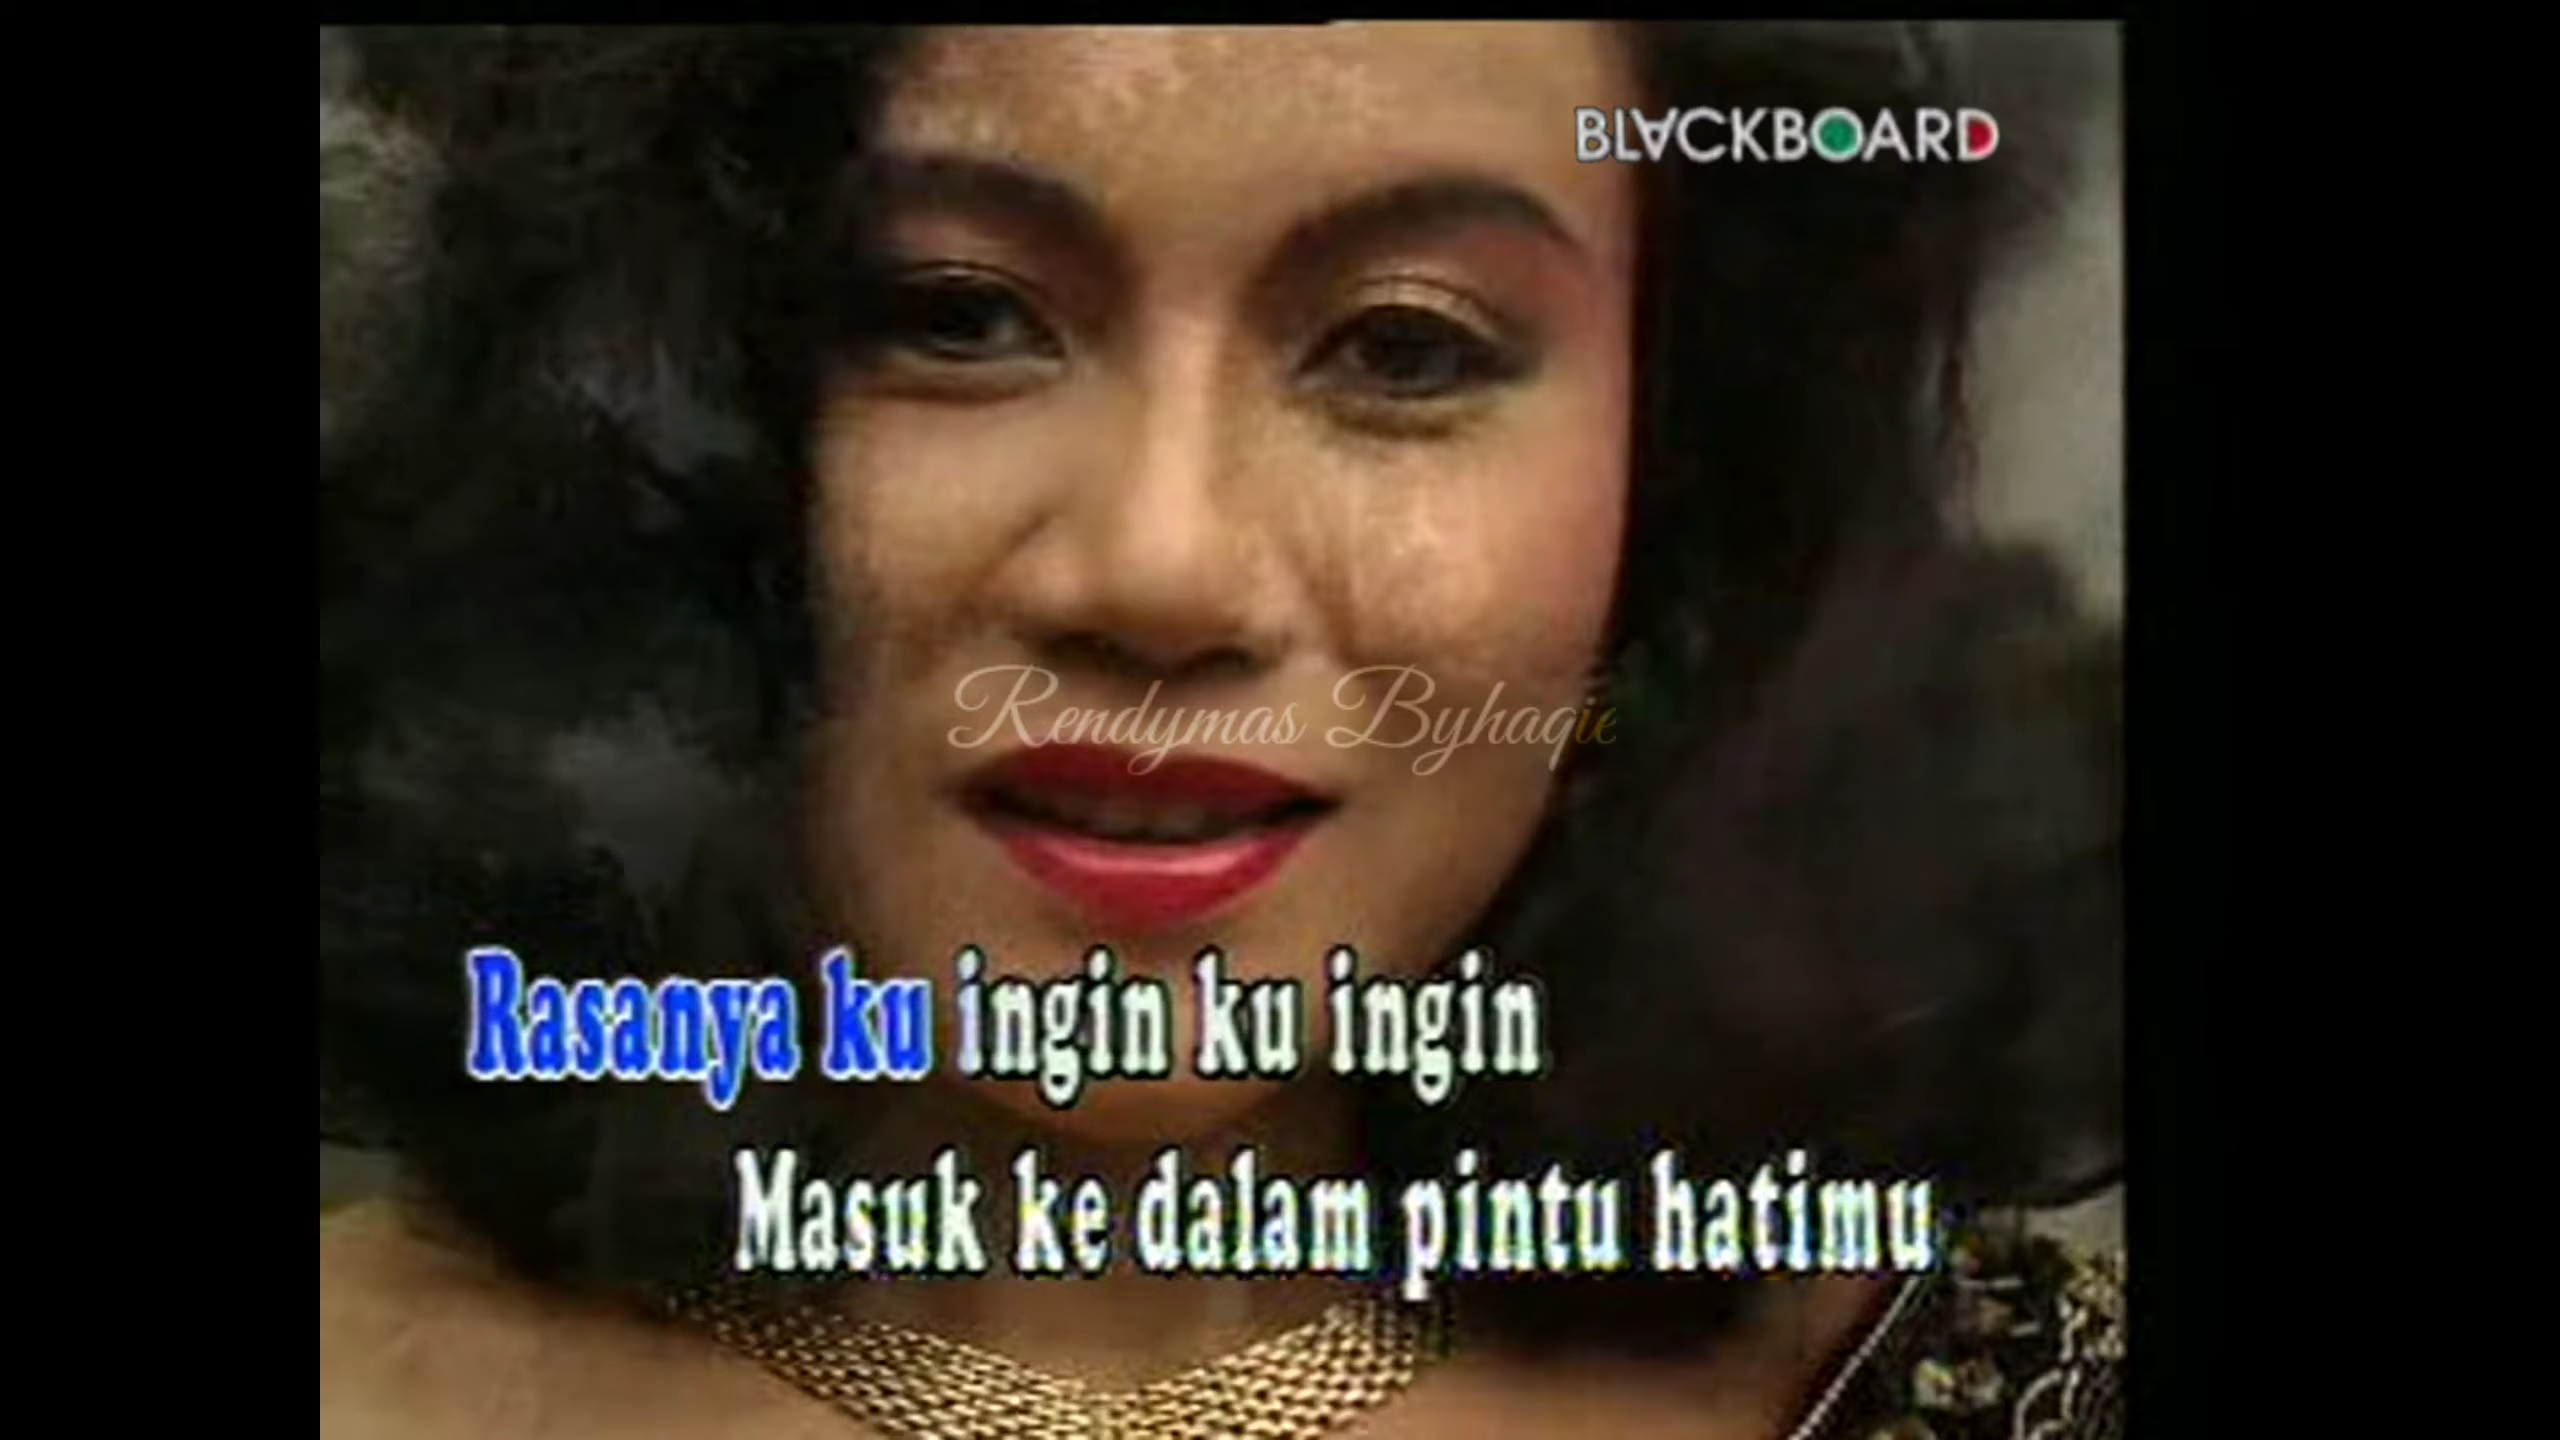 BLACKBOARD
Rendymas Byhaqie
Rasanya ku ingin ku ingin
Masuk ke dalam pintu hatimu